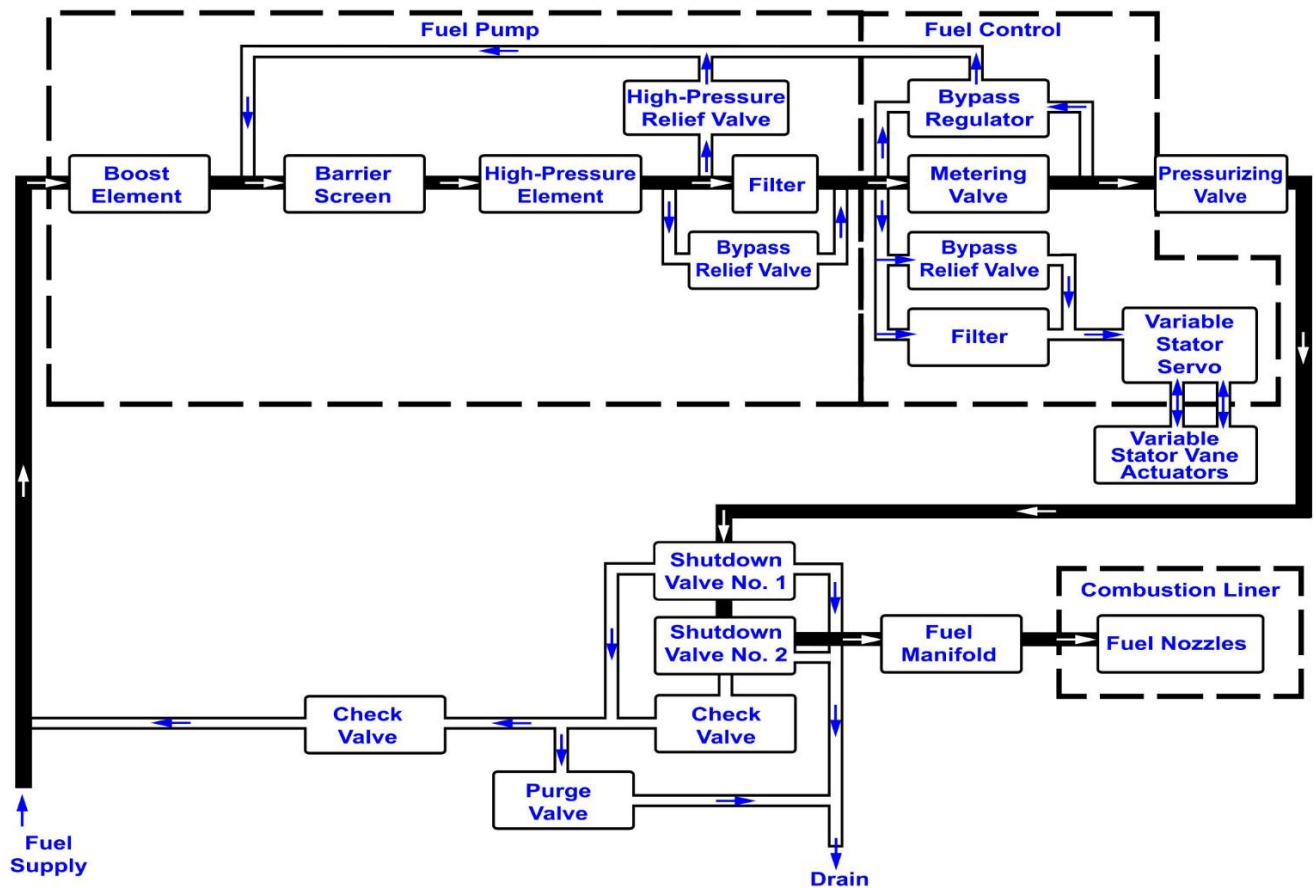 Fuel Pump
Fuel Control
High-Pressure
Relief Valve
Bypass
Regulator
Boost
Element
Barrier
Screen
High-Pressure
Element
Filter
Metering
Valve
Pressurizing
Valve
Bypass
Relief Valve
Bypass
Relief Valve
Filter
Variable
Stator
Servo
Variable
Stator Vane
Actuators
Shutdown
Valve No. 1
Combustion Liner
Shutdown
Valve No. 2
Fuel
Manifold
Fuel Nozzles
Check
Valve
Check
Valve
Purge
Valve
Fuel
Supply
Drain